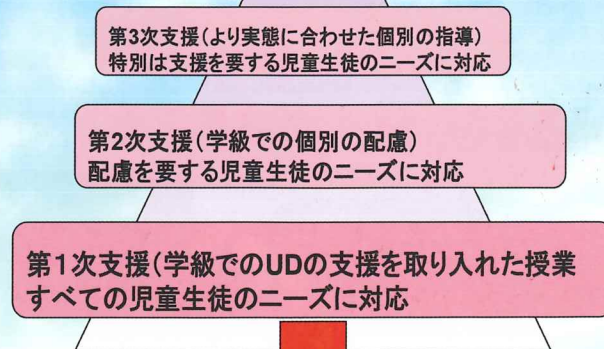 第3次支援(より実態に合わせた個別の指導)
特別は支援を要する児童生徒のニーズに対応
第2次支援(学級での個別の配慮)
配慮を要する児童生徒のニーズに対応
第1次支援(学級でのUDの支援を取り入れた授業
すべての児童生徒のニーズに対応